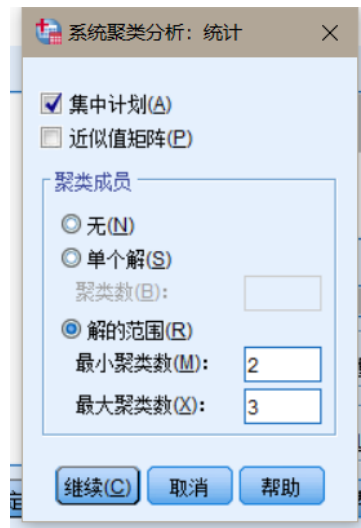 系统聚类分析: 统计
集中计划(A)
近似值矩阵(P)
聚类成员
无(N)
单个解(S)
聚类数(B):
解的范围(R)
最小聚类数(M): 2
最大聚类数(X): 3
继续(C) 取消 帮助